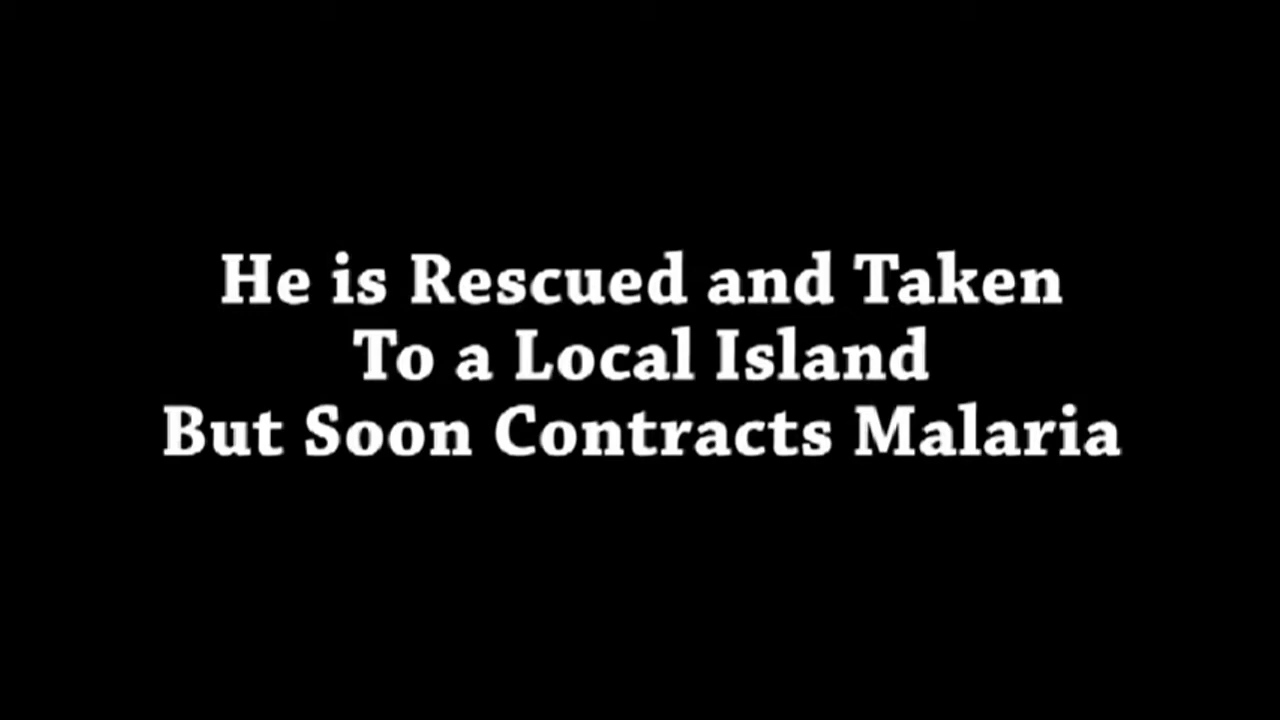 He is Rescued and Taken
To a Local Island
But Soon Contracts Malaria